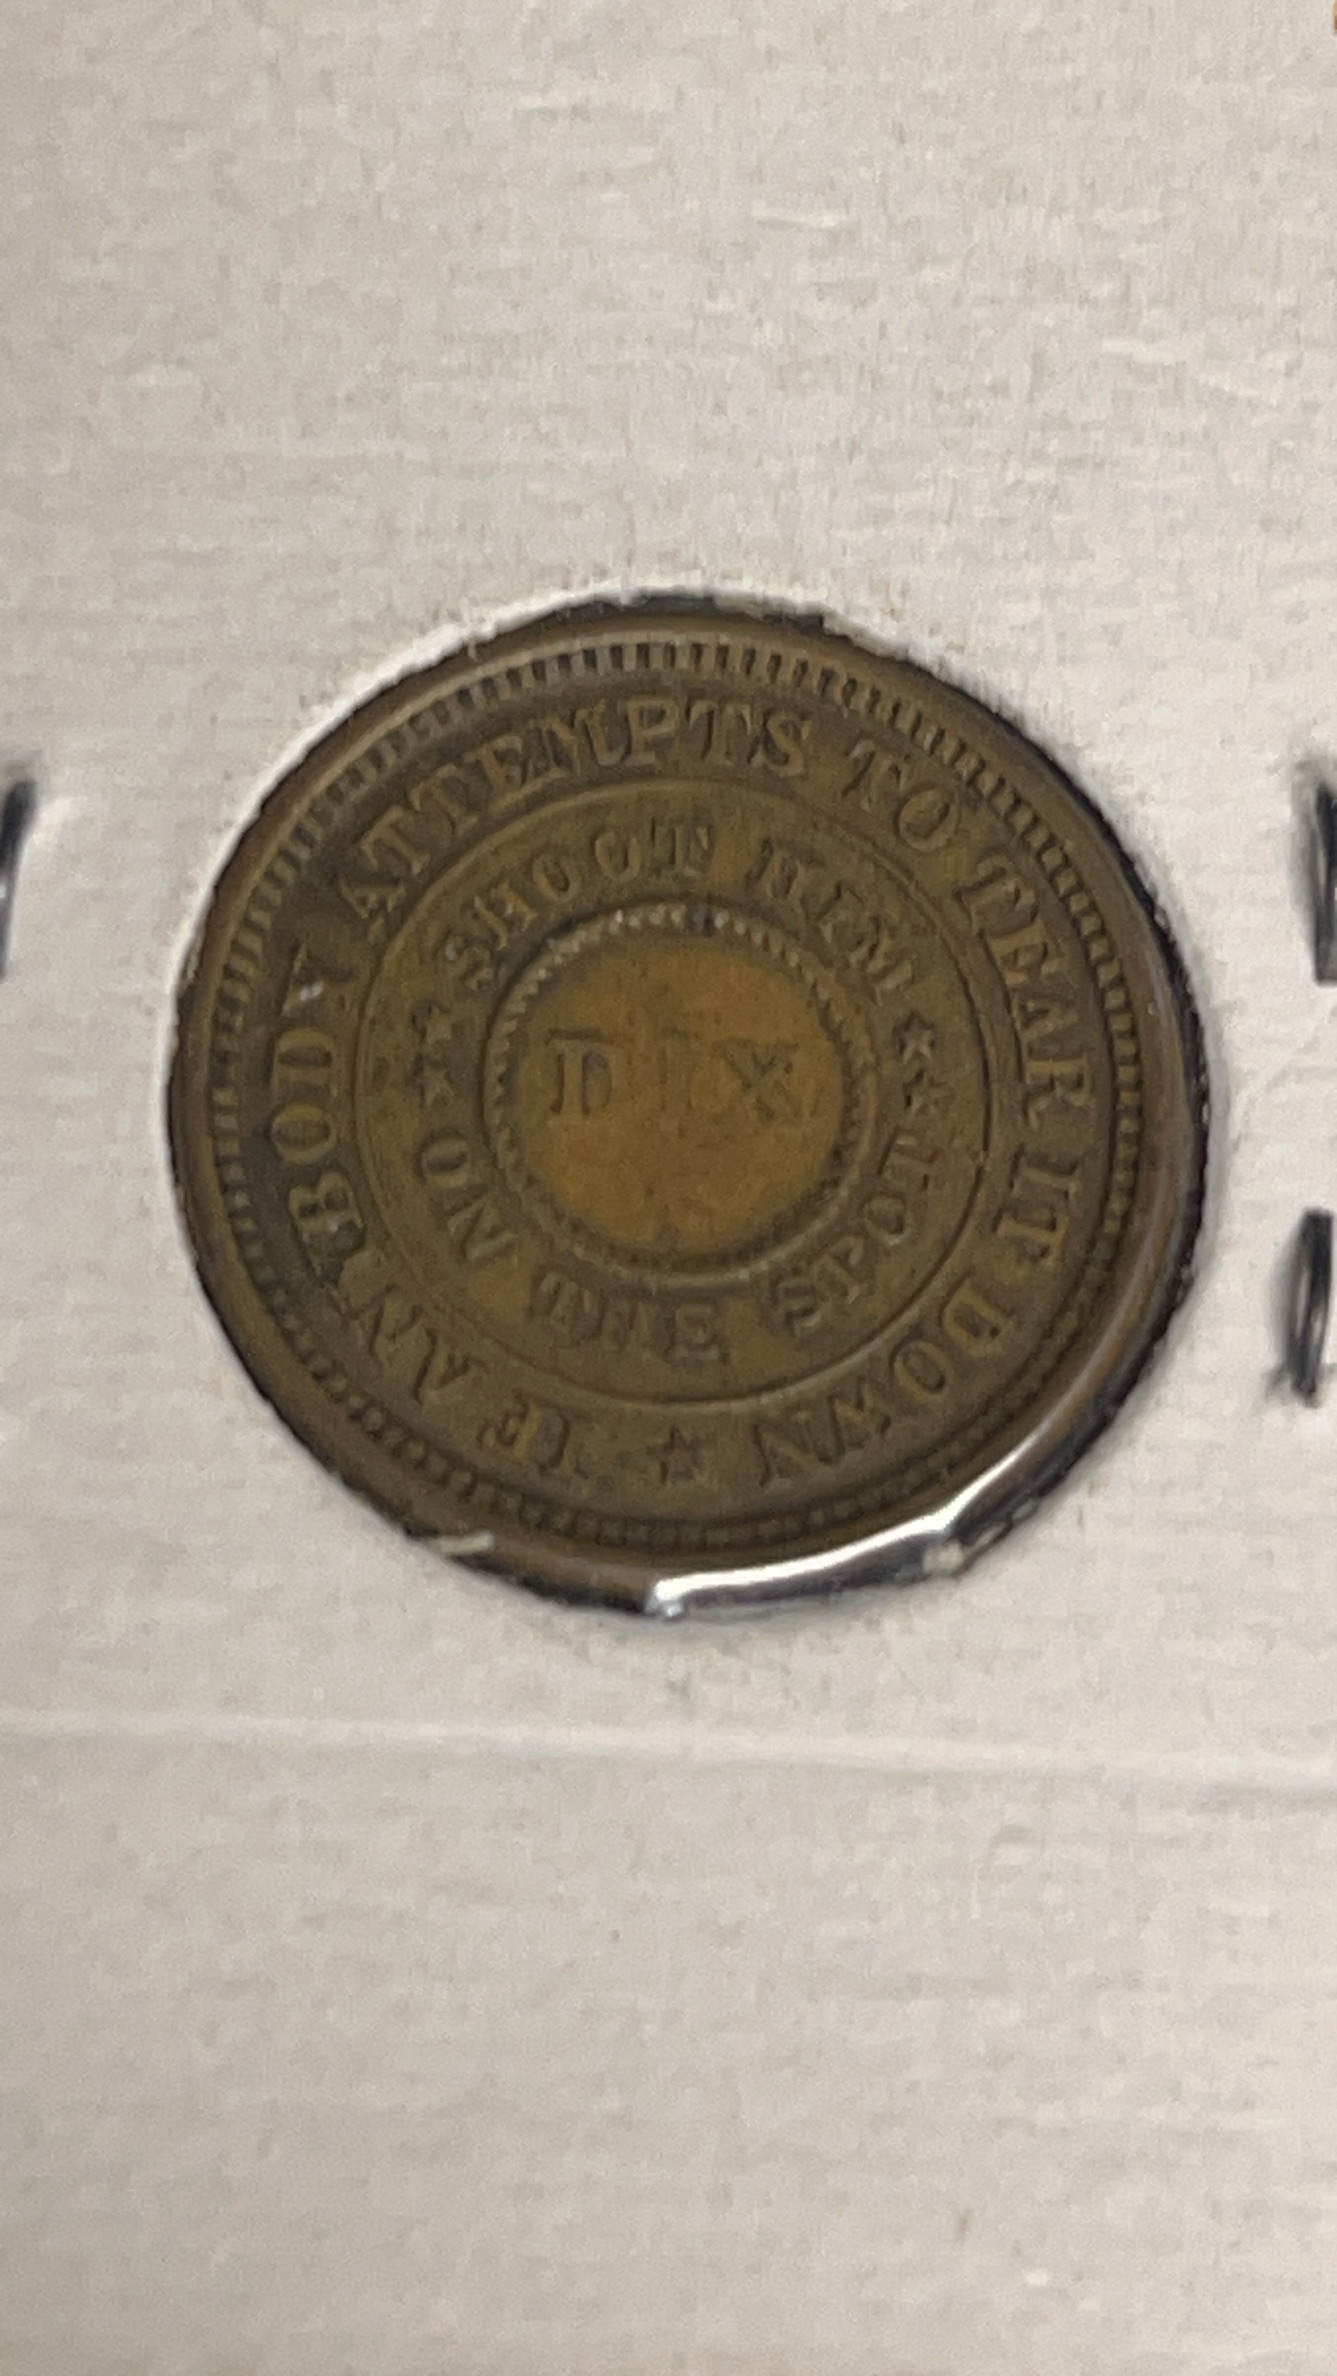 IF ANYBODY ATTEMPTS TO TEAR IT DOWN
SHOOT HIM
ON THE SPOT
DIX